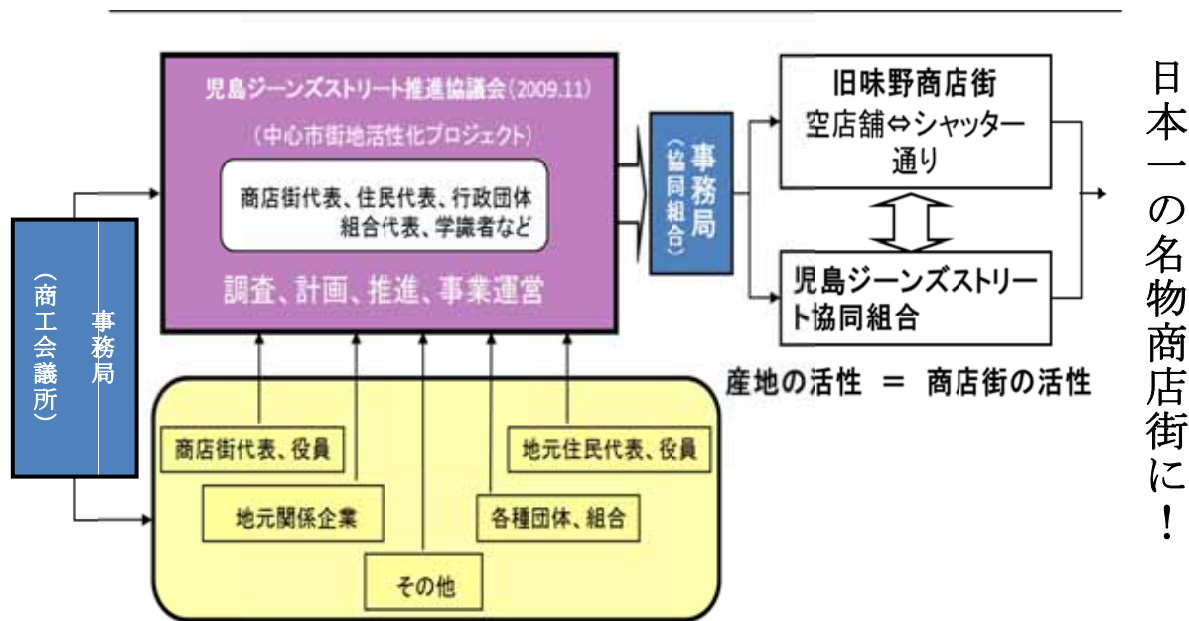 児島ジーンズストリート推進協議会(2009.11)
(中心市街地活性化プロジェクト)
商店街代表、住民代表、行政団体
組合代表、学識者など
調査、計画、推進、事業運営
事務局
(商工会議所)
事務局
(協同組合)
旧味野商店街
空店舗⇔シャッター
通り
児島ジーンズストリー
ト協同組合
産地の活性 = 商店街の活性
日本一の名物商店街に!
商店街代表、役員
地元住民代表、役員
地元関係企業
各種団体、組合
その他